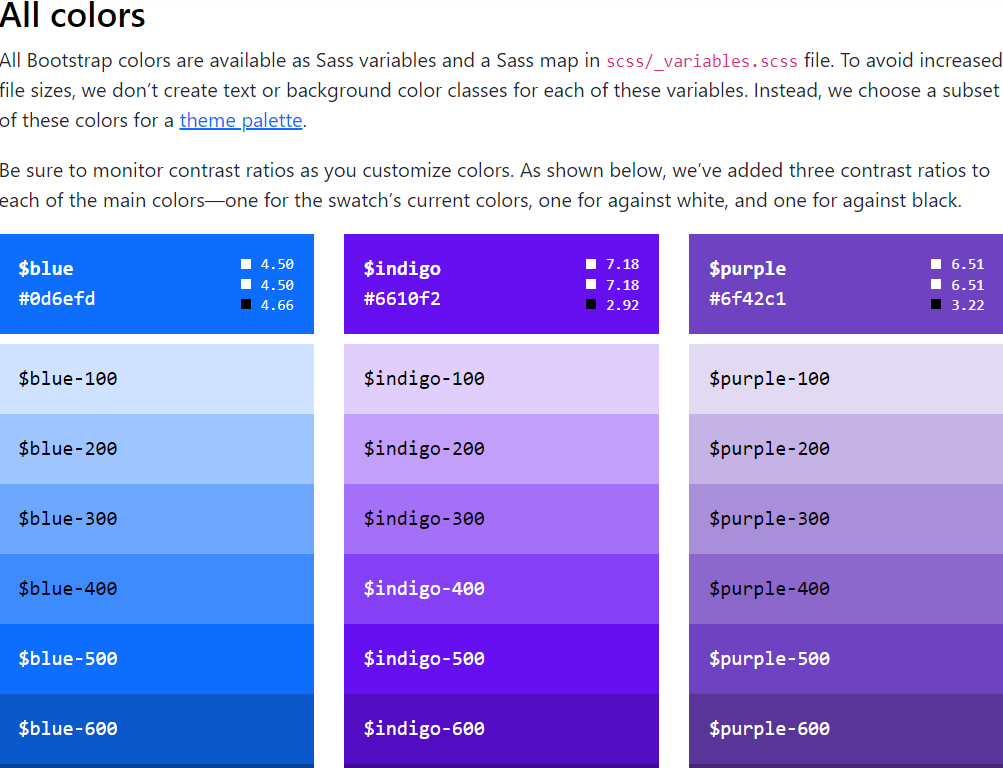 All colors
All Bootstrap colors are available as Sass variables and a Sass map in scss/_variables.scss file. To avoid increased
file sizes, we don’t create text or background color classes for each of these variables. Instead, we choose a subset
of these colors for a theme palette.
Be sure to monitor contrast ratios as you customize colors. As shown below, we’ve added three contrast ratios to
each of the main colors—one for the swatch’s current colors, one for against white, and one for against black.
$blue
#0d6efd
4.50
4.50
4.66
$blue-100
$blue-200
$blue-300
$blue-400
$blue-500
$blue-600
$indigo
#6610f2
7.18
7.18
2.92
$indigo-100
$indigo-200
$indigo-300
$indigo-400
$indigo-500
$indigo-600
$purple
#6f42c1
6.51
6.51
3.22
$purple-100
$purple-200
$purple-300
$purple-400
$purple-500
$purple-600